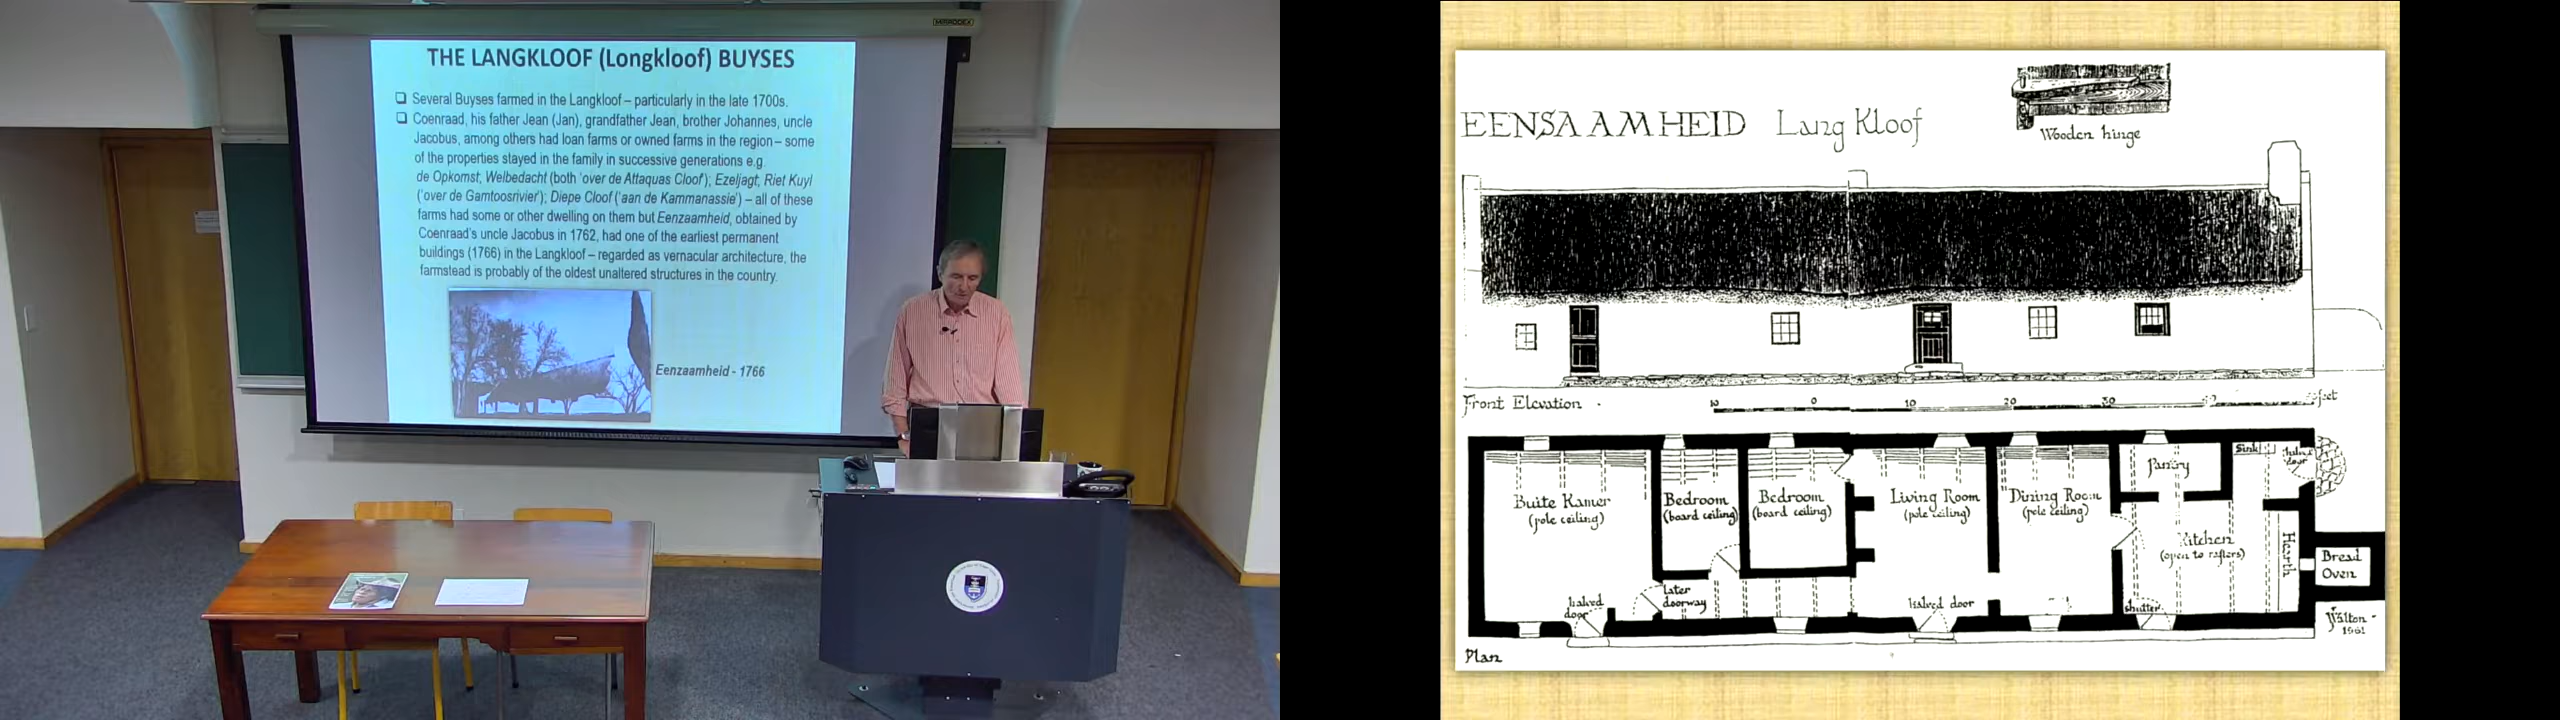 THE LANGKLOOF (Longkloof) BUYSES
Several Buyses farmed in the Langkloof – particularly in the late 1700s.
Coenraad, his father Jean (Jan), grandfather Jean, brother Johannes, uncle
Jacobus, among others had loan farms or owned farms in the region – some
of the properties stayed in the family in successive generations e.g.
de Opkomst, Welbedacht (both 'over de Attaquas Cloof'); Ezeljagt; Riet Kuyl
('over de Gamtoosrivier'); Diepe Cloof ('aan de Kammanassie') – all of these
farms had some or other dwelling on them but Eenzaamheid, obtained by
Coenraad's uncle Jacobus in 1762, had one of the earliest permanent
buildings (1766) in the Langkloof – regarded as vernacular architecture, the
farmstead is probably of the oldest unaltered structures in the country.
Eenzaamheid - 1766
EENSAAMHEID Lang Kloof
Wooden hinge
Front Elevation
10 0 10 20 30 40 feet
Buite Kamer
(pole ceiling)
Bedroom
(board ceiling)
Bedroom
(board ceiling)
Living Room
(pole ceiling)
Dining Room
(pole ceiling)
Pantry
Sink
halved
door
Kitchen
(open to rafters)
Hearth
Bread
Oven
halved
door
later
doorway
halved door
shutter
Walton -
1961
Plan